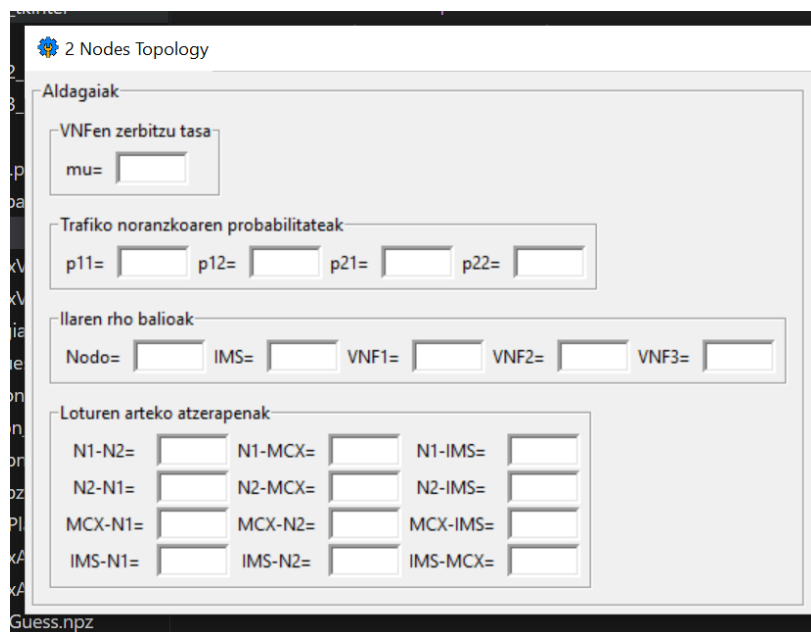 _tkinter
2 Nodes Topology
Aldagaiak
VNFen zerbitzu tasa
mu=
Trafiko noranzkoaren probabilitateak
p11= p12= p21= p22=
Ilaren rho balioak
Nodo= IMS= VNF1= VNF2= VNF3=
Loturen arteko atzerapenak
N1-N2= N1-MCX= N1-IMS=
N2-N1= N2-MCX= N2-IMS=
MCX-N1= MCX-N2= MCX-IMS=
IMS-N1= IMS-N2= IMS-MCX=
Guess.npz